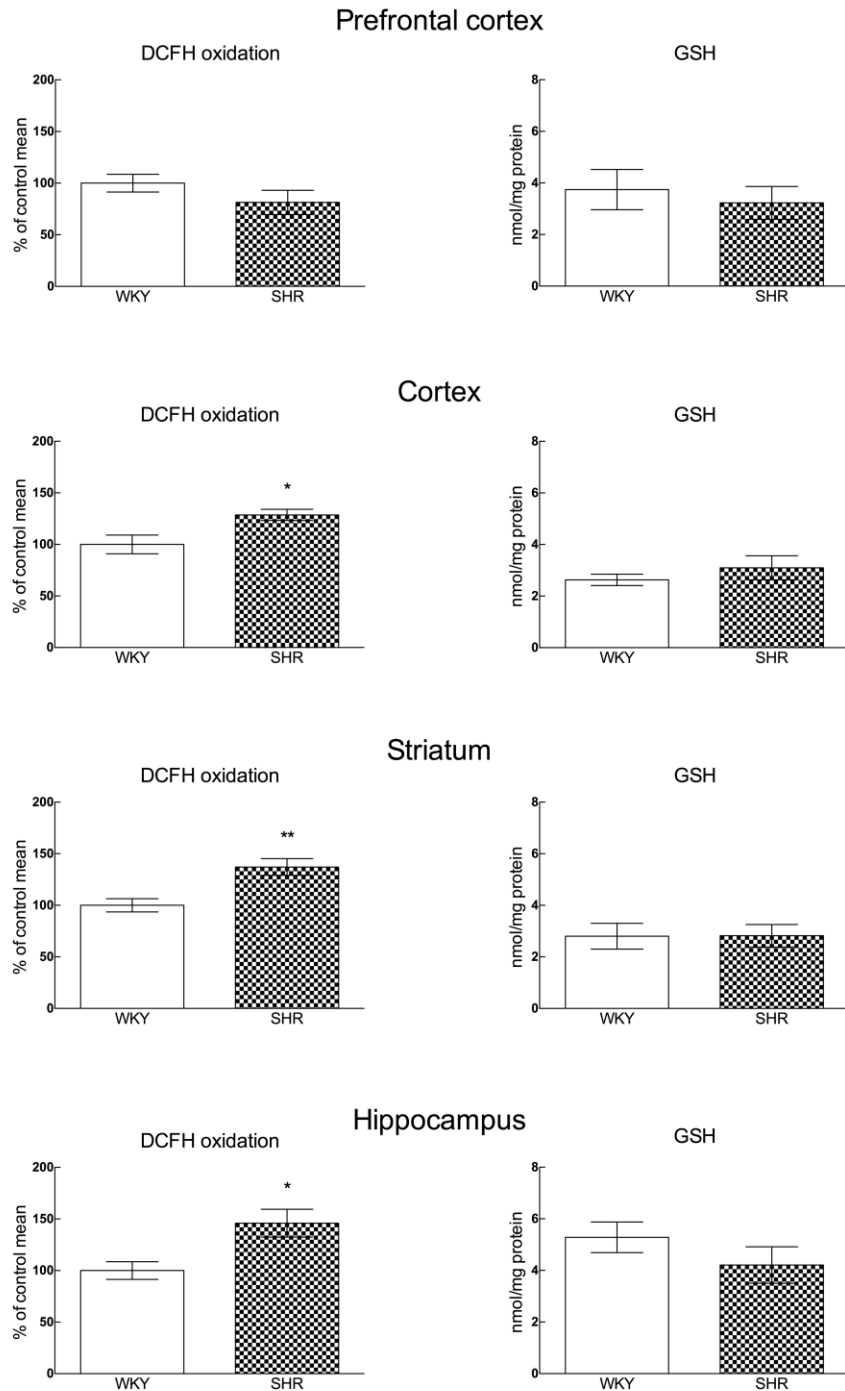 Prefrontal cortex
DCFH oxidation
GSH
% of control mean
200
150
100
50
0
WKY SHR
nmol/mg protein
8
6
4
2
0
WKY SHR
Cortex
DCFH oxidation
GSH
% of control mean
200
150
100
50
0
*
WKY SHR
nmol/mg protein
8
6
4
2
0
WKY SHR
Striatum
DCFH oxidation
GSH
% of control mean
200
150
100
50
0
**
WKY SHR
nmol/mg protein
8
6
4
2
0
WKY SHR
Hippocampus
DCFH oxidation
GSH
% of control mean
200
150
100
50
0
*
WKY SHR
nmol/mg protein
8
6
4
2
0
WKY SHR